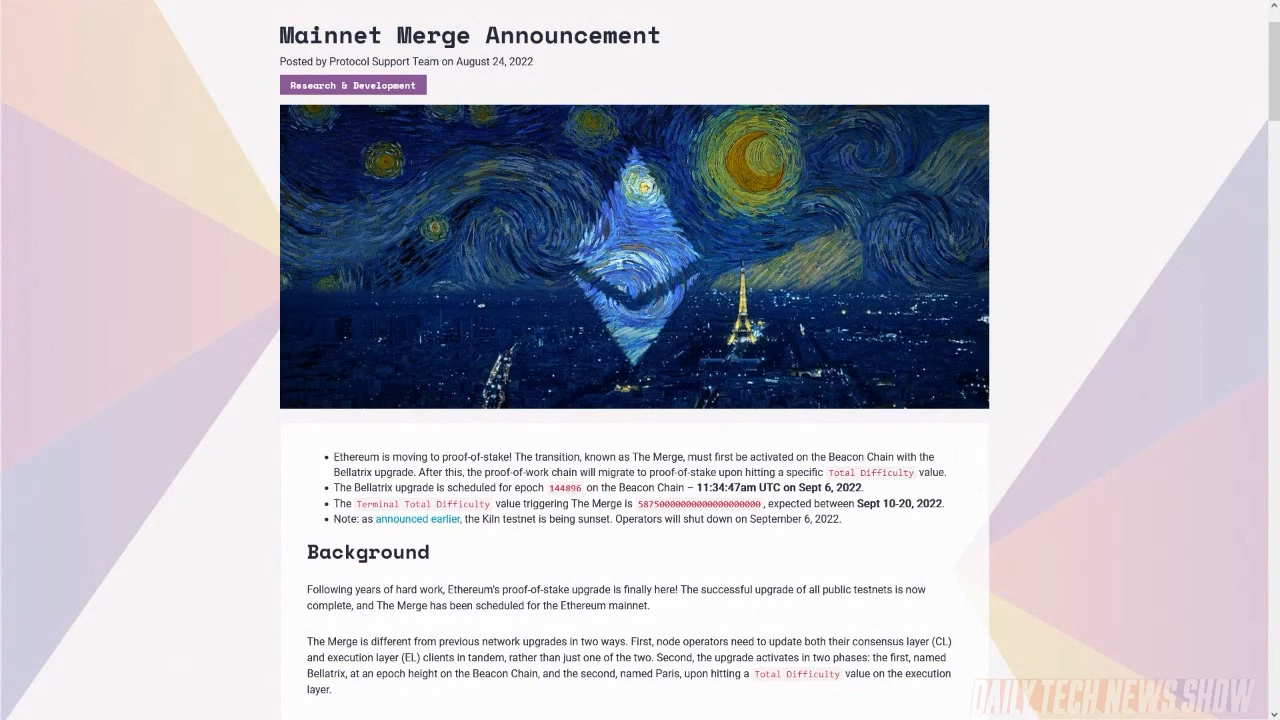 Mainnet Merge Announcement
Posted by Protocol Support Team on August 24, 2022
Research & Development
• Ethereum is moving to proof-of-stake! The transition, known as The Merge, must first be activated on the Beacon Chain with the
Bellatrix upgrade. After this, the proof-of-work chain will migrate to proof-of-stake upon hitting a specific Total Difficulty value.
• The Bellatrix upgrade is scheduled for epoch 144896 on the Beacon Chain – 11:34:47am UTC on Sept 6, 2022.
• The Terminal Total Difficulty value triggering The Merge is 58750000000000000000000, expected between Sept 10-20, 2022.
• Note: as announced earlier, the Kiln testnet is being sunset. Operators will shut down on September 6, 2022.
Background
Following years of hard work, Ethereum's proof-of-stake upgrade is finally here! The successful upgrade of all public testnets is now
complete, and The Merge has been scheduled for the Ethereum mainnet.
The Merge is different from previous network upgrades in two ways. First, node operators need to update both their consensus layer (CL)
and execution layer (EL) clients in tandem, rather than just one of the two. Second, the upgrade activates in two phases: the first, named
Bellatrix, at an epoch height on the Beacon Chain, and the second, named Paris, upon hitting a Total Difficulty value on the execution
layer.
DAILY TECH NEWS SHOW